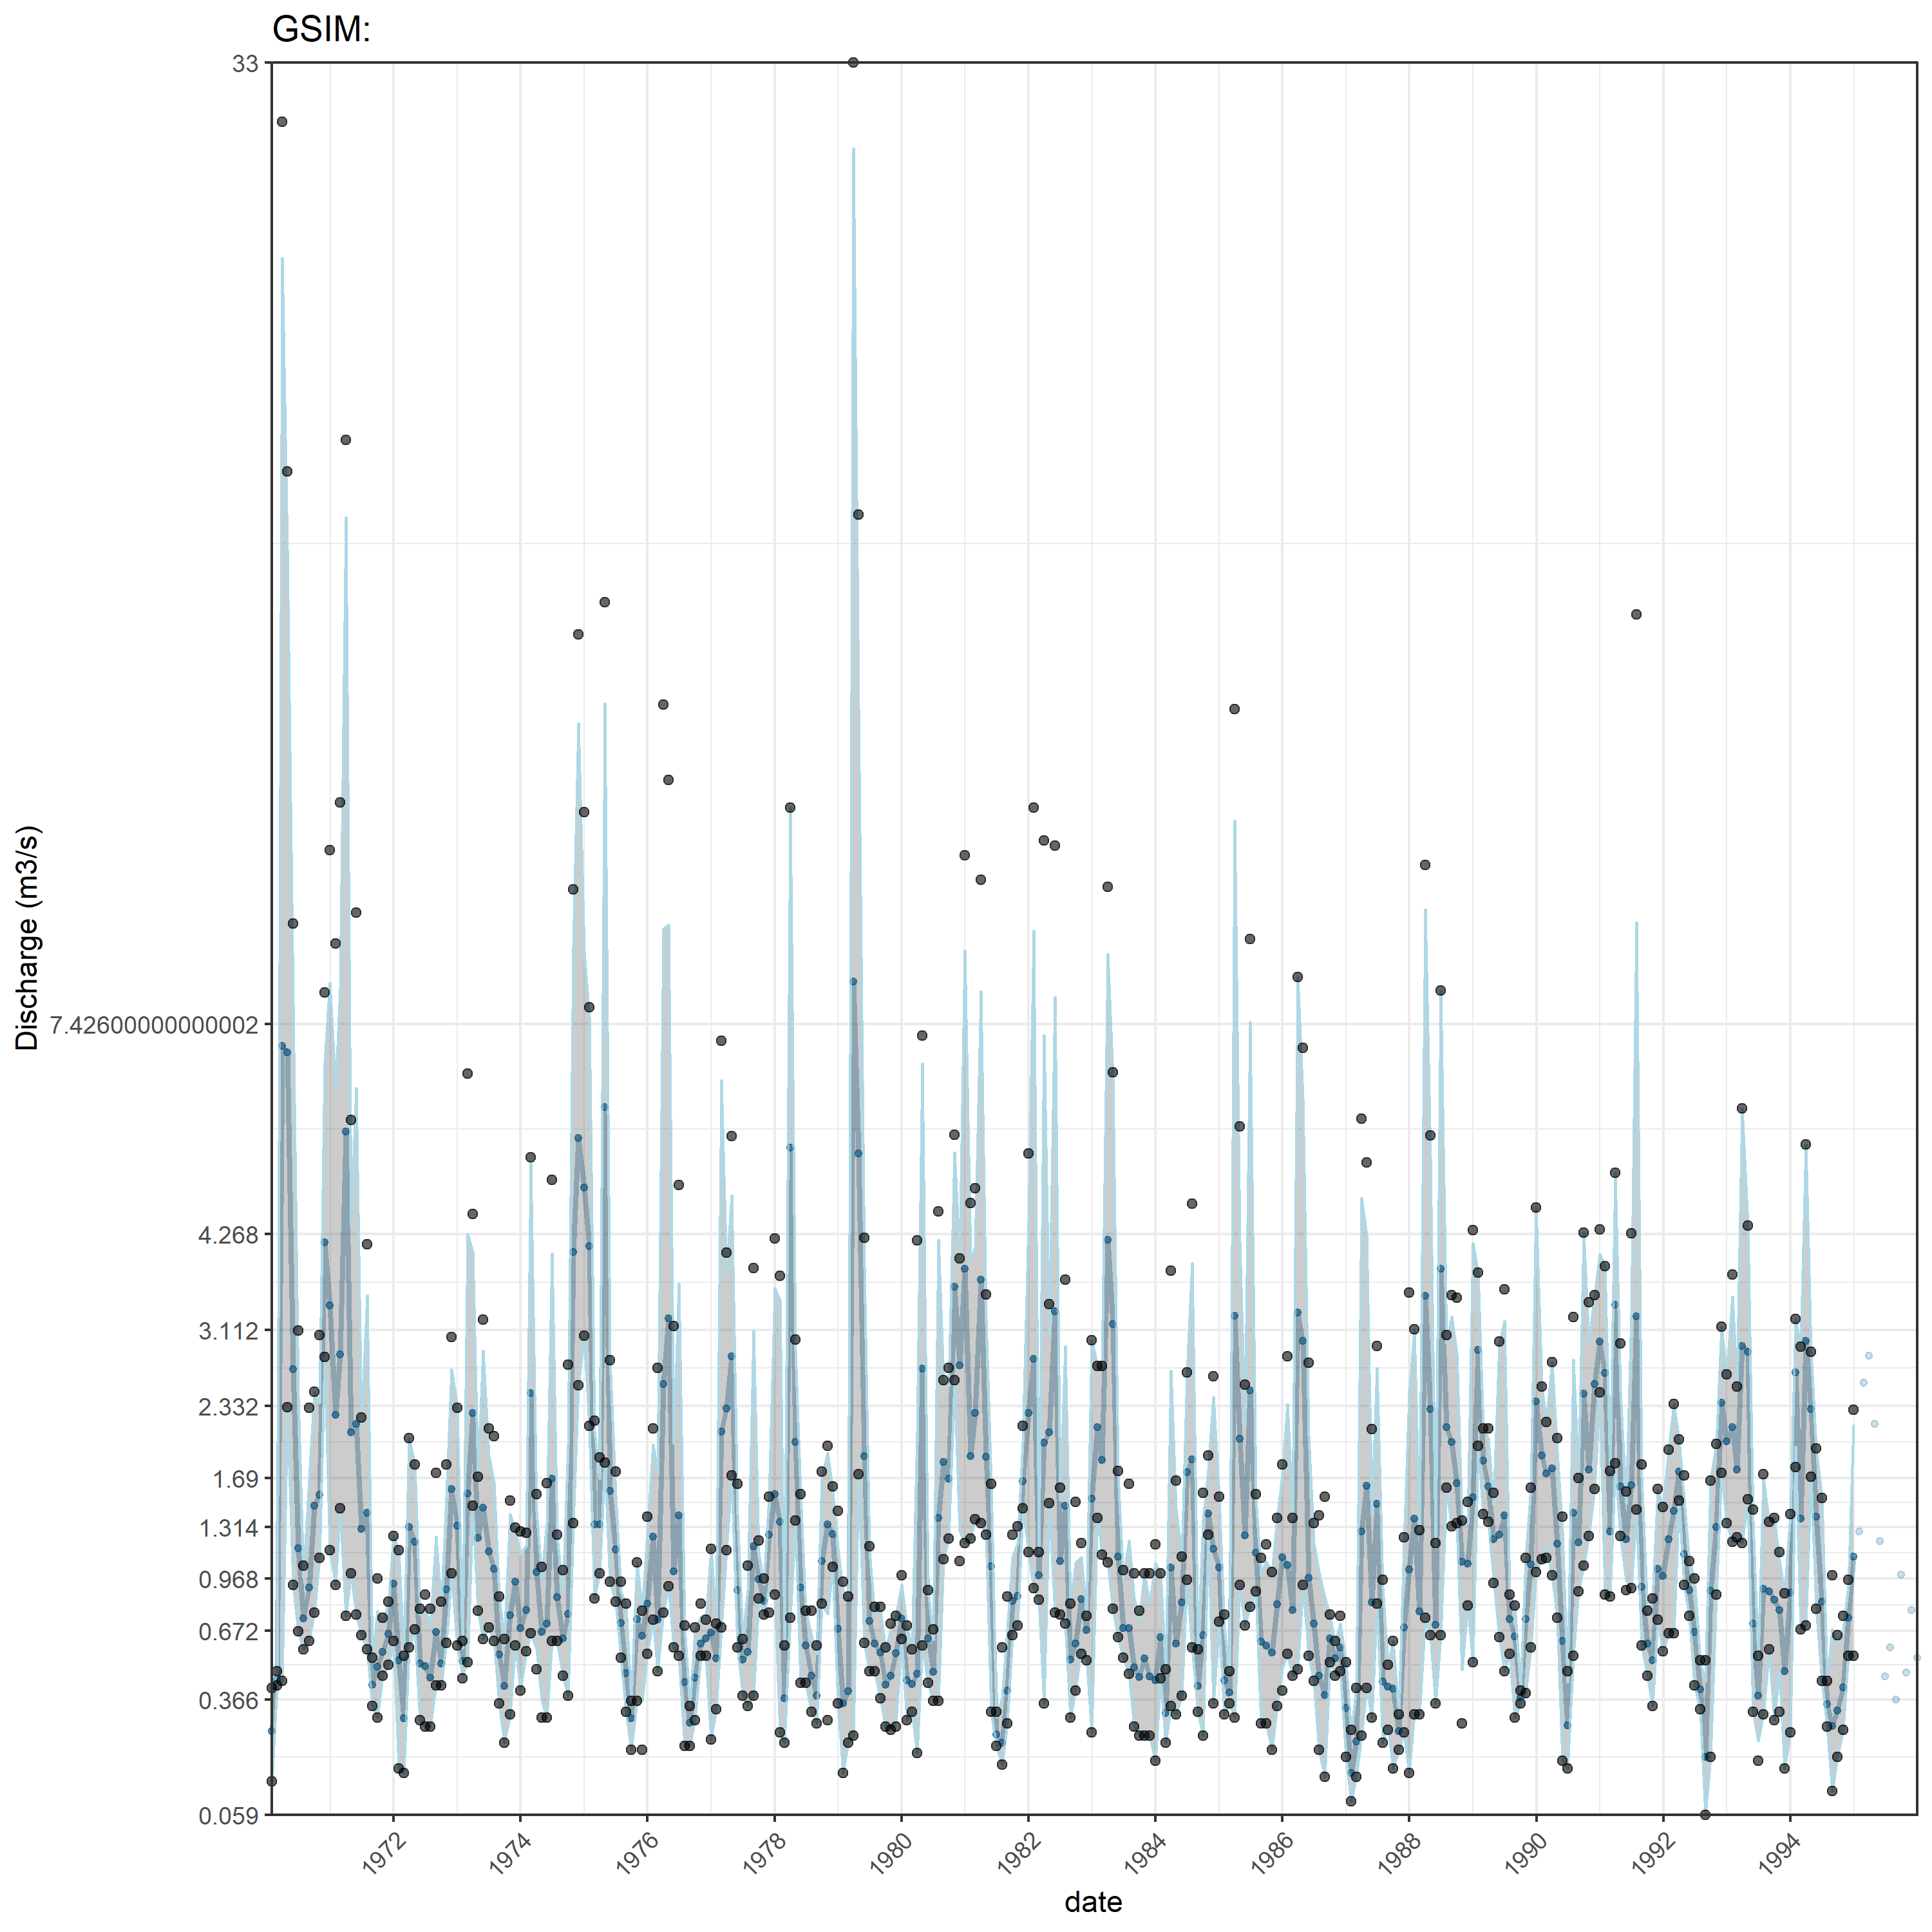 GSIM:
33
7.42600000000002
4.268
3.112
2.332
1.69
1.314
0.968
0.672
0.366
0.059
Discharge (m3/s)
1972 1974 1976 1978 1980 1982 1984 1986 1988 1990 1992 1994
date